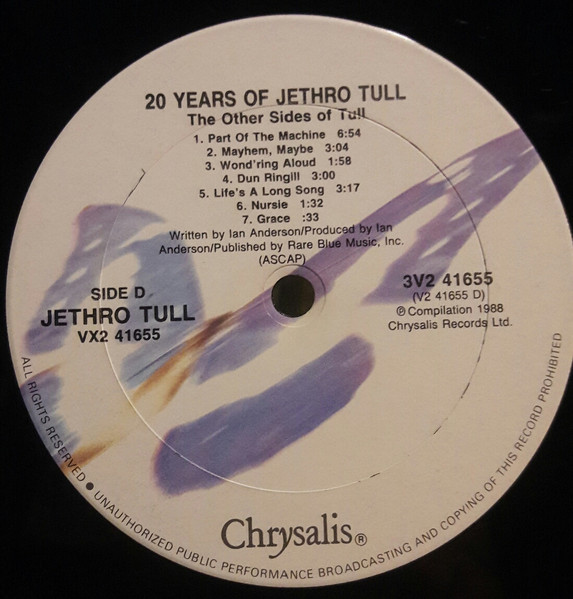 20 YEARS OF JETHRO TULL
The Other Sides of Tull
1. Part Of The Machine 6:54
2. Mayhem, Maybe 3:04
3. Wond'ring Aloud 1:58
4. Dun Ringill 3:00
5. Life's A Long Song 3:17
6. Nursie 1:32
7. Grace :33
Written by Ian Anderson/Produced by Ian
Anderson/Published by Rare Blue Music, Inc.
(ASCAP)
SIDE D
JETHRO TULL
VX2 41655
3V2 41655
(V2 41655 D)
℗ Compilation 1988
Chrysalis Records Ltd.
Chrysalis®
ALL RIGHTS RESERVED ● UNAUTHORIZED PUBLIC PERFORMANCE BROADCASTING AND COPYING OF THIS RECORD PROHIBITED